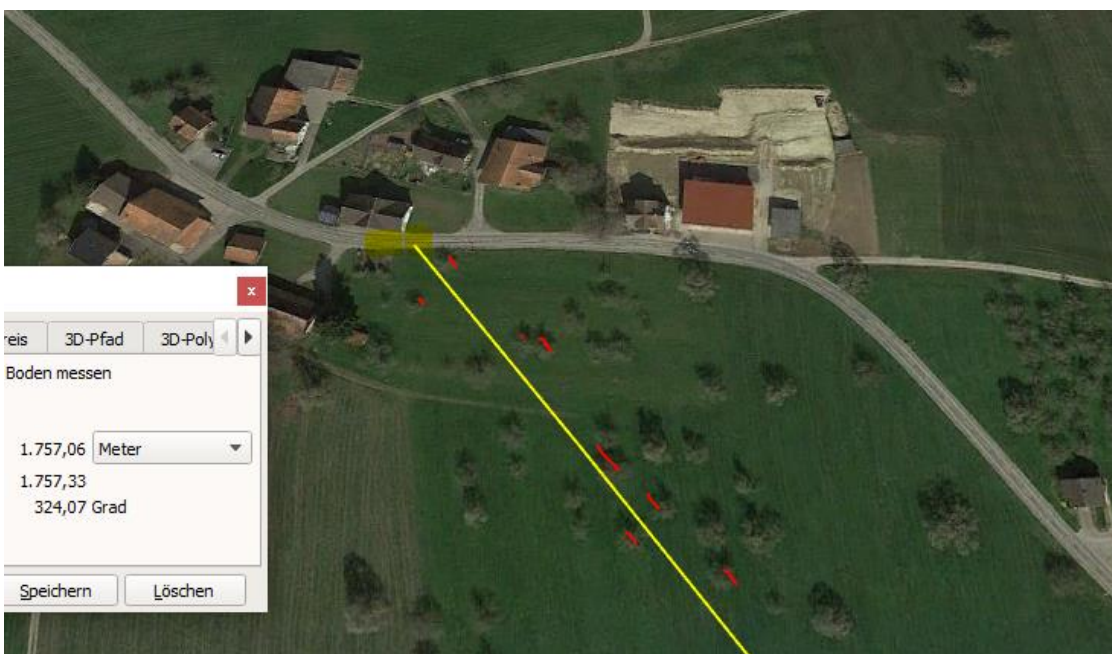 x
reis 3D-Pfad 3D-Poly
Boden messen
1.757,06 Meter
1.757,33
324,07 Grad
Speichern Löschen